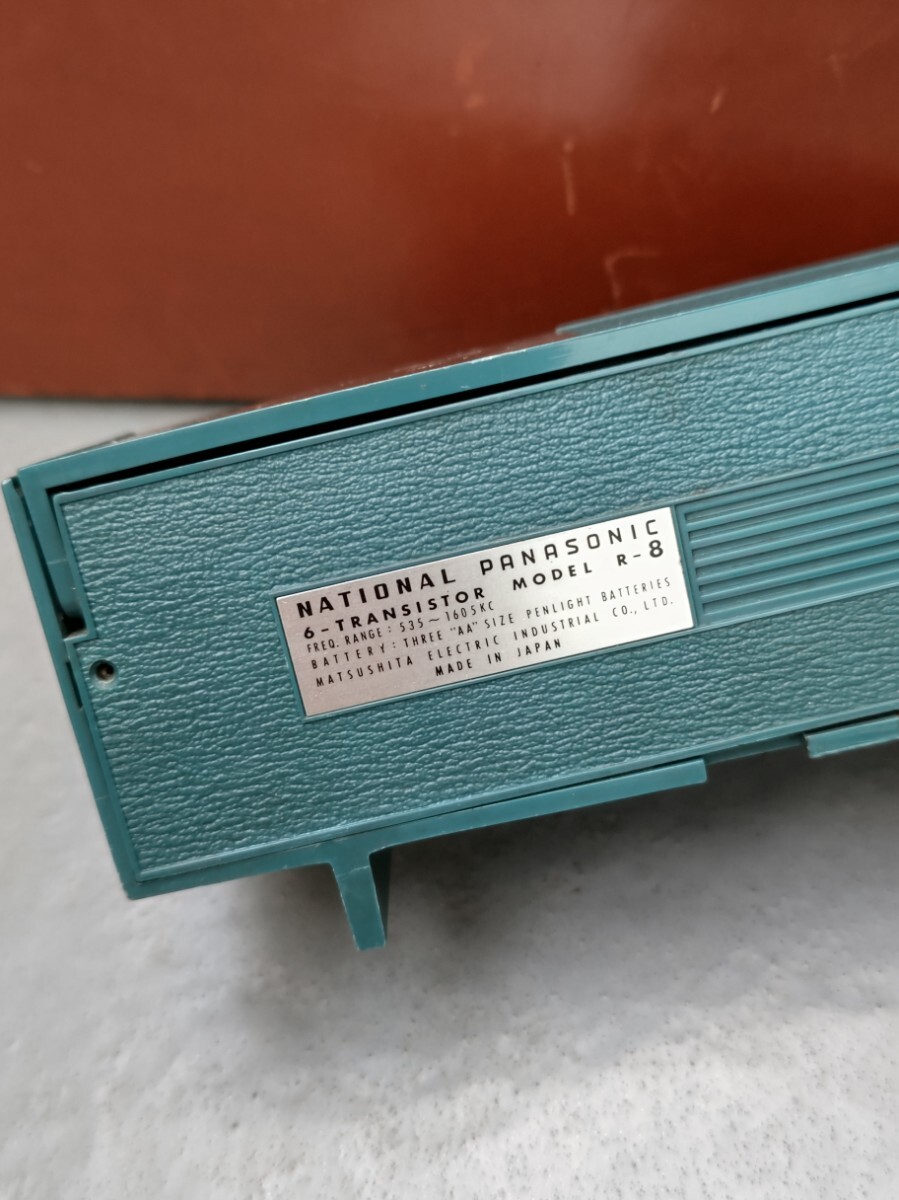 NATIONAL PANASONIC
6-TRANSISTOR MODEL R-8
FREQ. RANGE : 535~1605KC
BATTERY : THREE "AA" SIZE PENLIGHT BATTERIES
MATSUSHITA ELECTRIC INDUSTRIAL CO., LTD.
MADE IN JAPAN